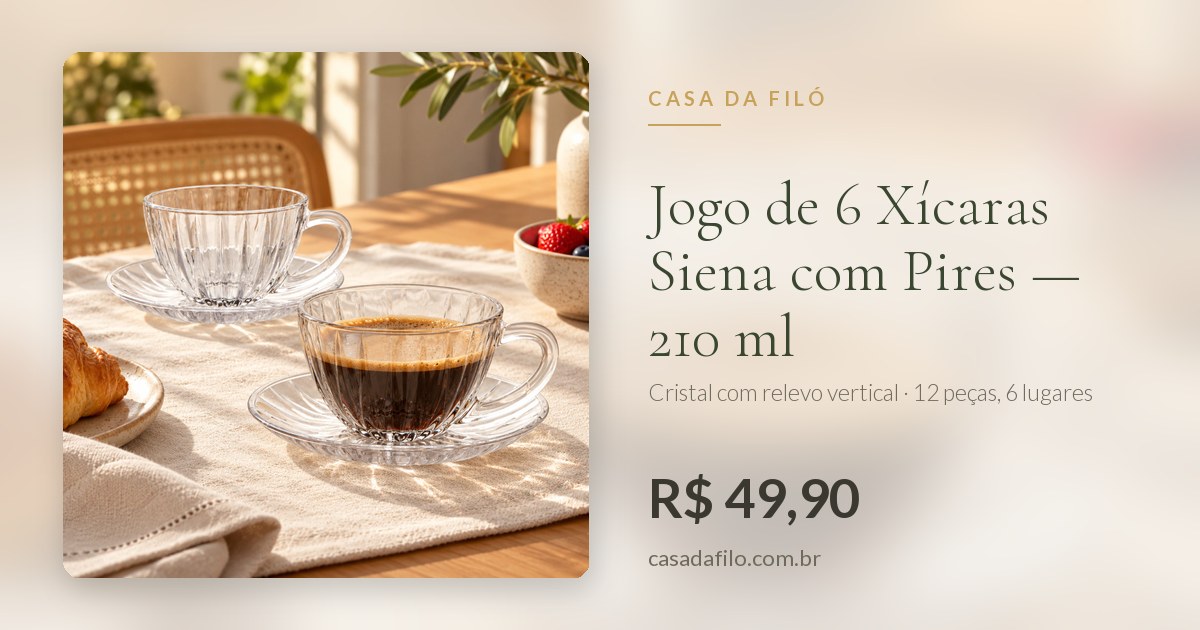 CASA DA FILÓ
Jogo de 6 Xícaras
Siena com Pires —
210 ml
Cristal com relevo vertical · 12 peças, 6 lugares
R$ 49,90
casadafilo.com.br